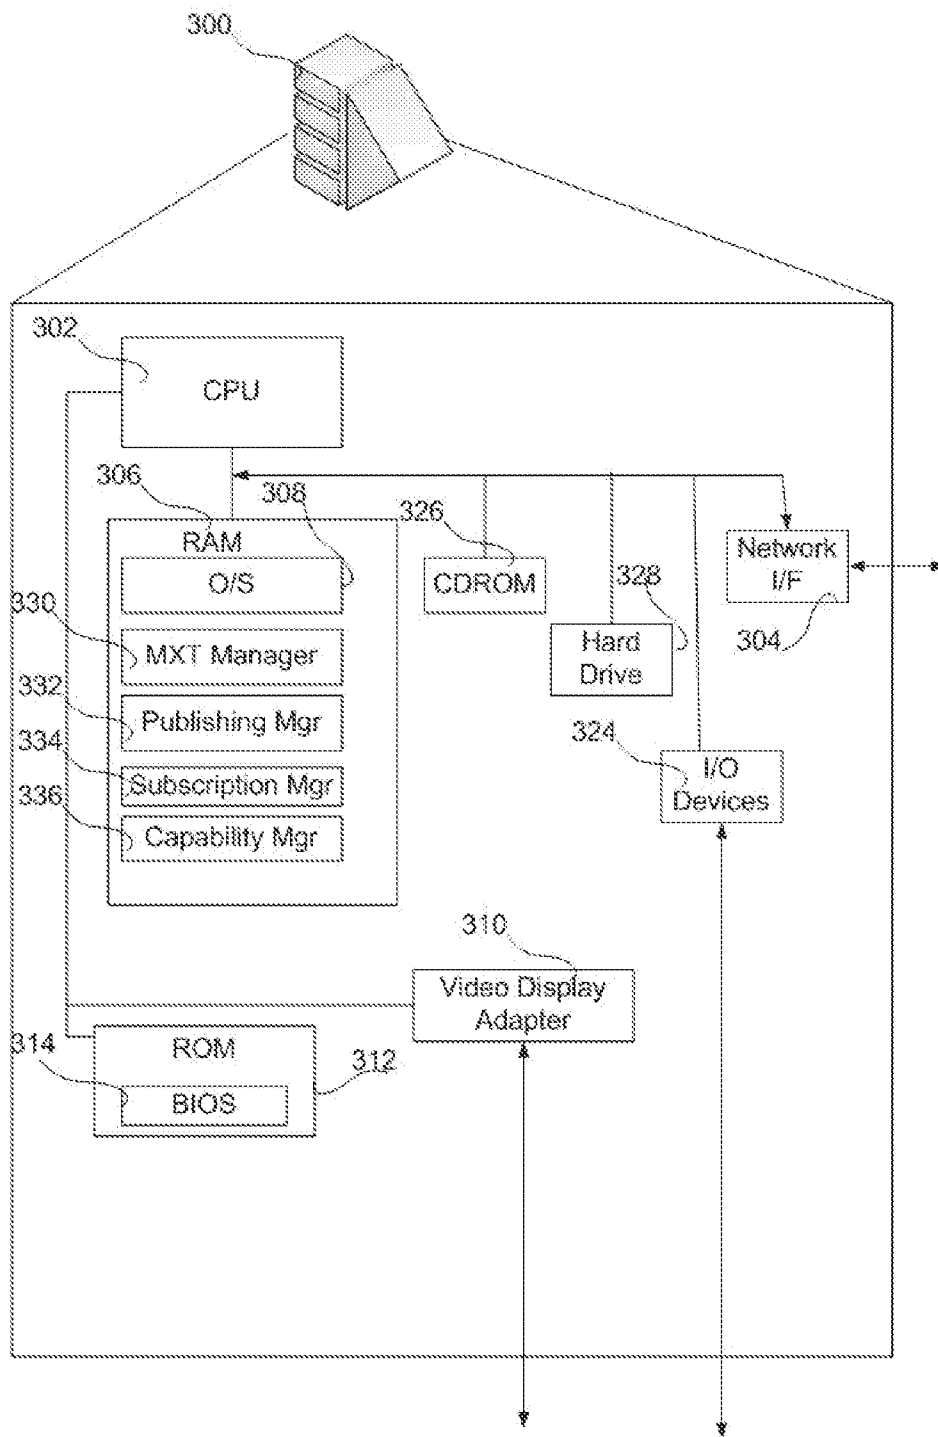 300
302
CPU
306
308
RAM
O/S
330
MXT Manager
332
Publishing Mgr
334
Subscription Mgr
336
Capability Mgr
326
CDROM
328
Hard
Drive
Network
I/F
304
324
I/O
Devices
310
Video Display
Adapter
314
ROM
312
BIOS